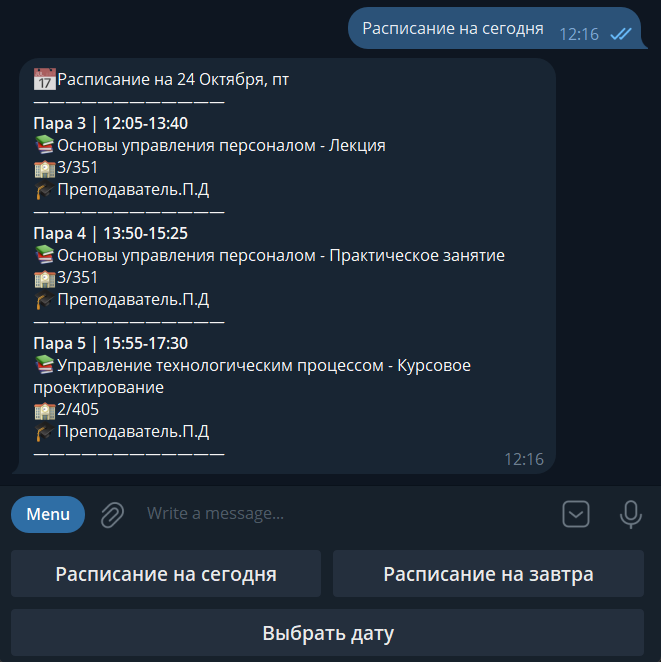 Расписание на сегодня 12:16
17 Расписание на 24 Октября, пт
————————————
Пара 3 | 12:05-13:40
Основы управления персоналом - Лекция
3/351
Преподаватель.П.Д
————————————
Пара 4 | 13:50-15:25
Основы управления персоналом - Практическое занятие
3/351
Преподаватель.П.Д
————————————
Пара 5 | 15:55-17:30
Управление технологическим процессом - Курсовое
проектирование
2/405
Преподаватель.П.Д
————————————
12:16
Menu Write a message...
Расписание на сегодня Расписание на завтра
Выбрать дату